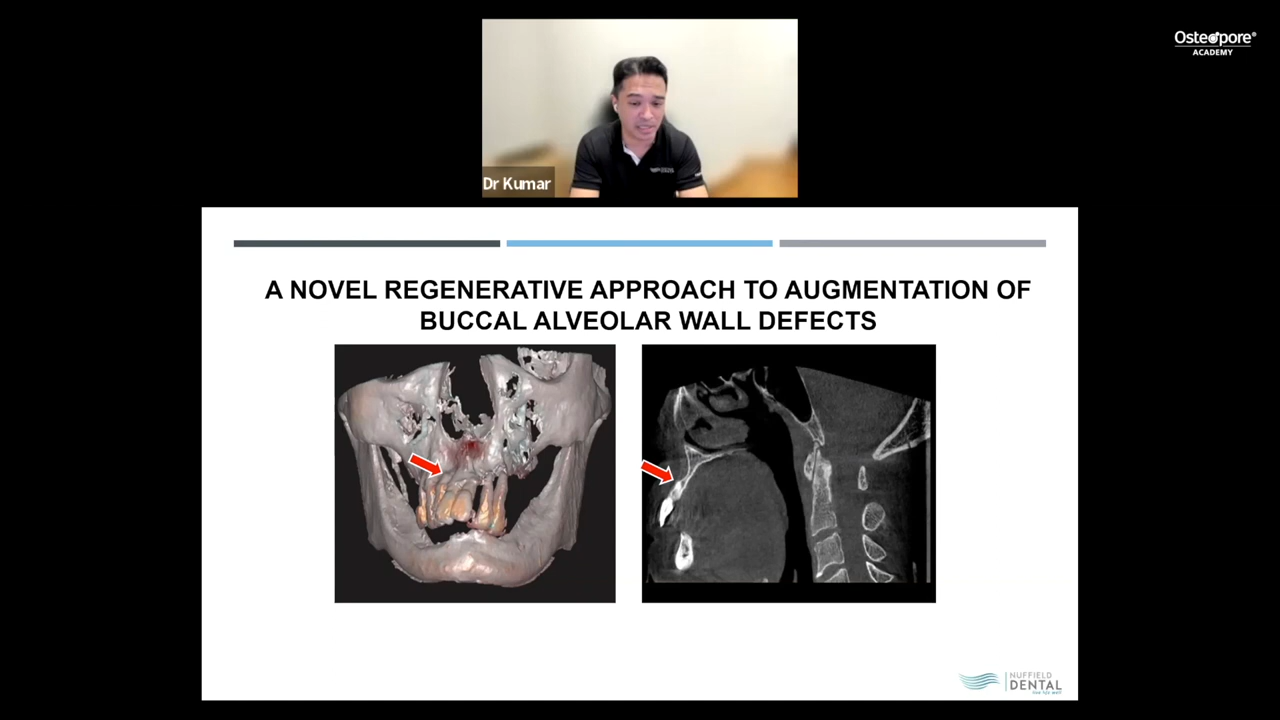 Osteopore®
ACADEMY
Dr Kumar
A NOVEL REGENERATIVE APPROACH TO AUGMENTATION OF
BUCCAL ALVEOLAR WALL DEFECTS
NUFFIELD
DENTAL